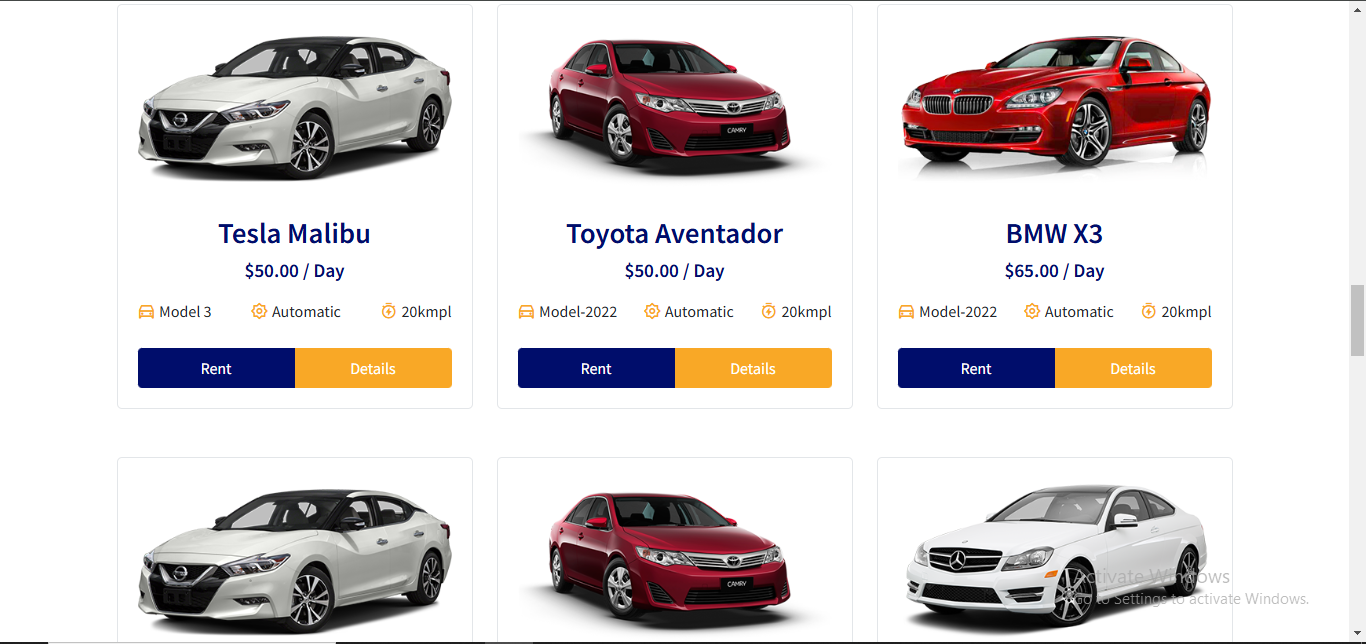 CAMRY
Tesla Malibu
$50.00 / Day
Model 3 Automatic 20kmpl
Rent Details
Toyota Aventador
$50.00 / Day
Model-2022 Automatic 20kmpl
Rent Details
BMW X3
$65.00 / Day
Model-2022 Automatic 20kmpl
Rent Details
CAMRY
Activate Windows
Go to Settings to activate Windows.